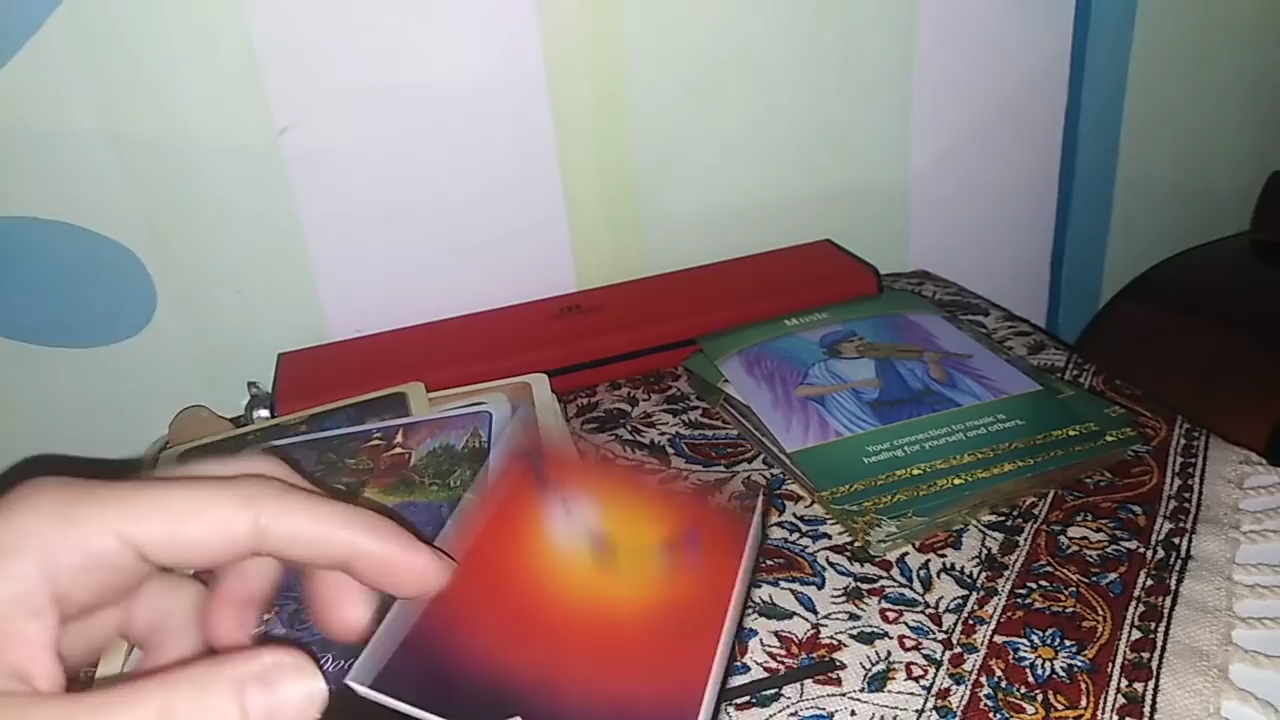 Music
Your connection to music is
healing for yourself and others.